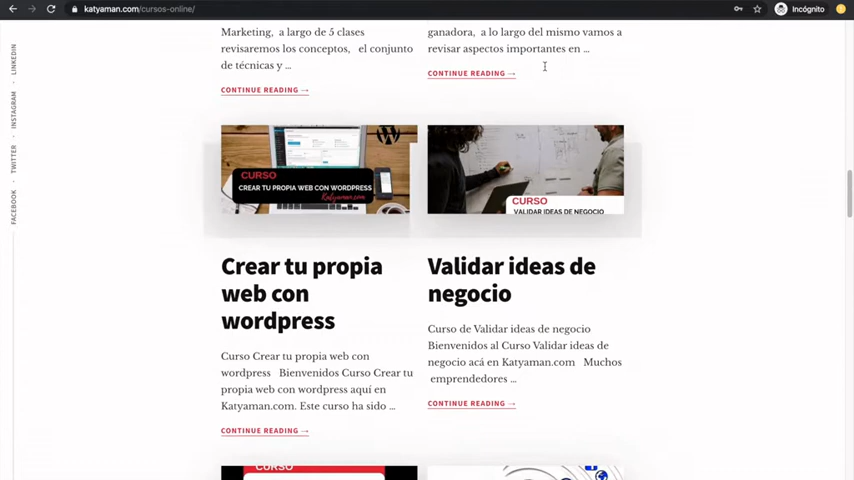 katyaman.com/cursos-online/
Incógnito
LINKEDIN
INSTAGRAM
TWITTER
FACEBOOK
Marketing, a largo de 5 clases
revisaremos los conceptos, el conjunto
de técnicas y ...
CONTINUE READING →
ganadora, a lo largo del mismo vamos a
revisar aspectos importantes en ...
CONTINUE READING →
CURSO
CREAR TU PROPIA WEB CON WORDPRESS
Katyaman.com
CURSO
VALIDAR IDEAS DE NEGOCIO
Crear tu propia
web con
wordpress
Curso Crear tu propia web con
wordpress Bienvenidos Curso Crear tu
propia web con wordpress aquí en
Katyaman.com. Este curso ha sido ...
CONTINUE READING →
Validar ideas de
negocio
Curso de Validar ideas de negocio
Bienvenidos al Curso Validar ideas de
negocio acá en Katyaman.com Muchos
emprendedores ...
CONTINUE READING →
CURSO